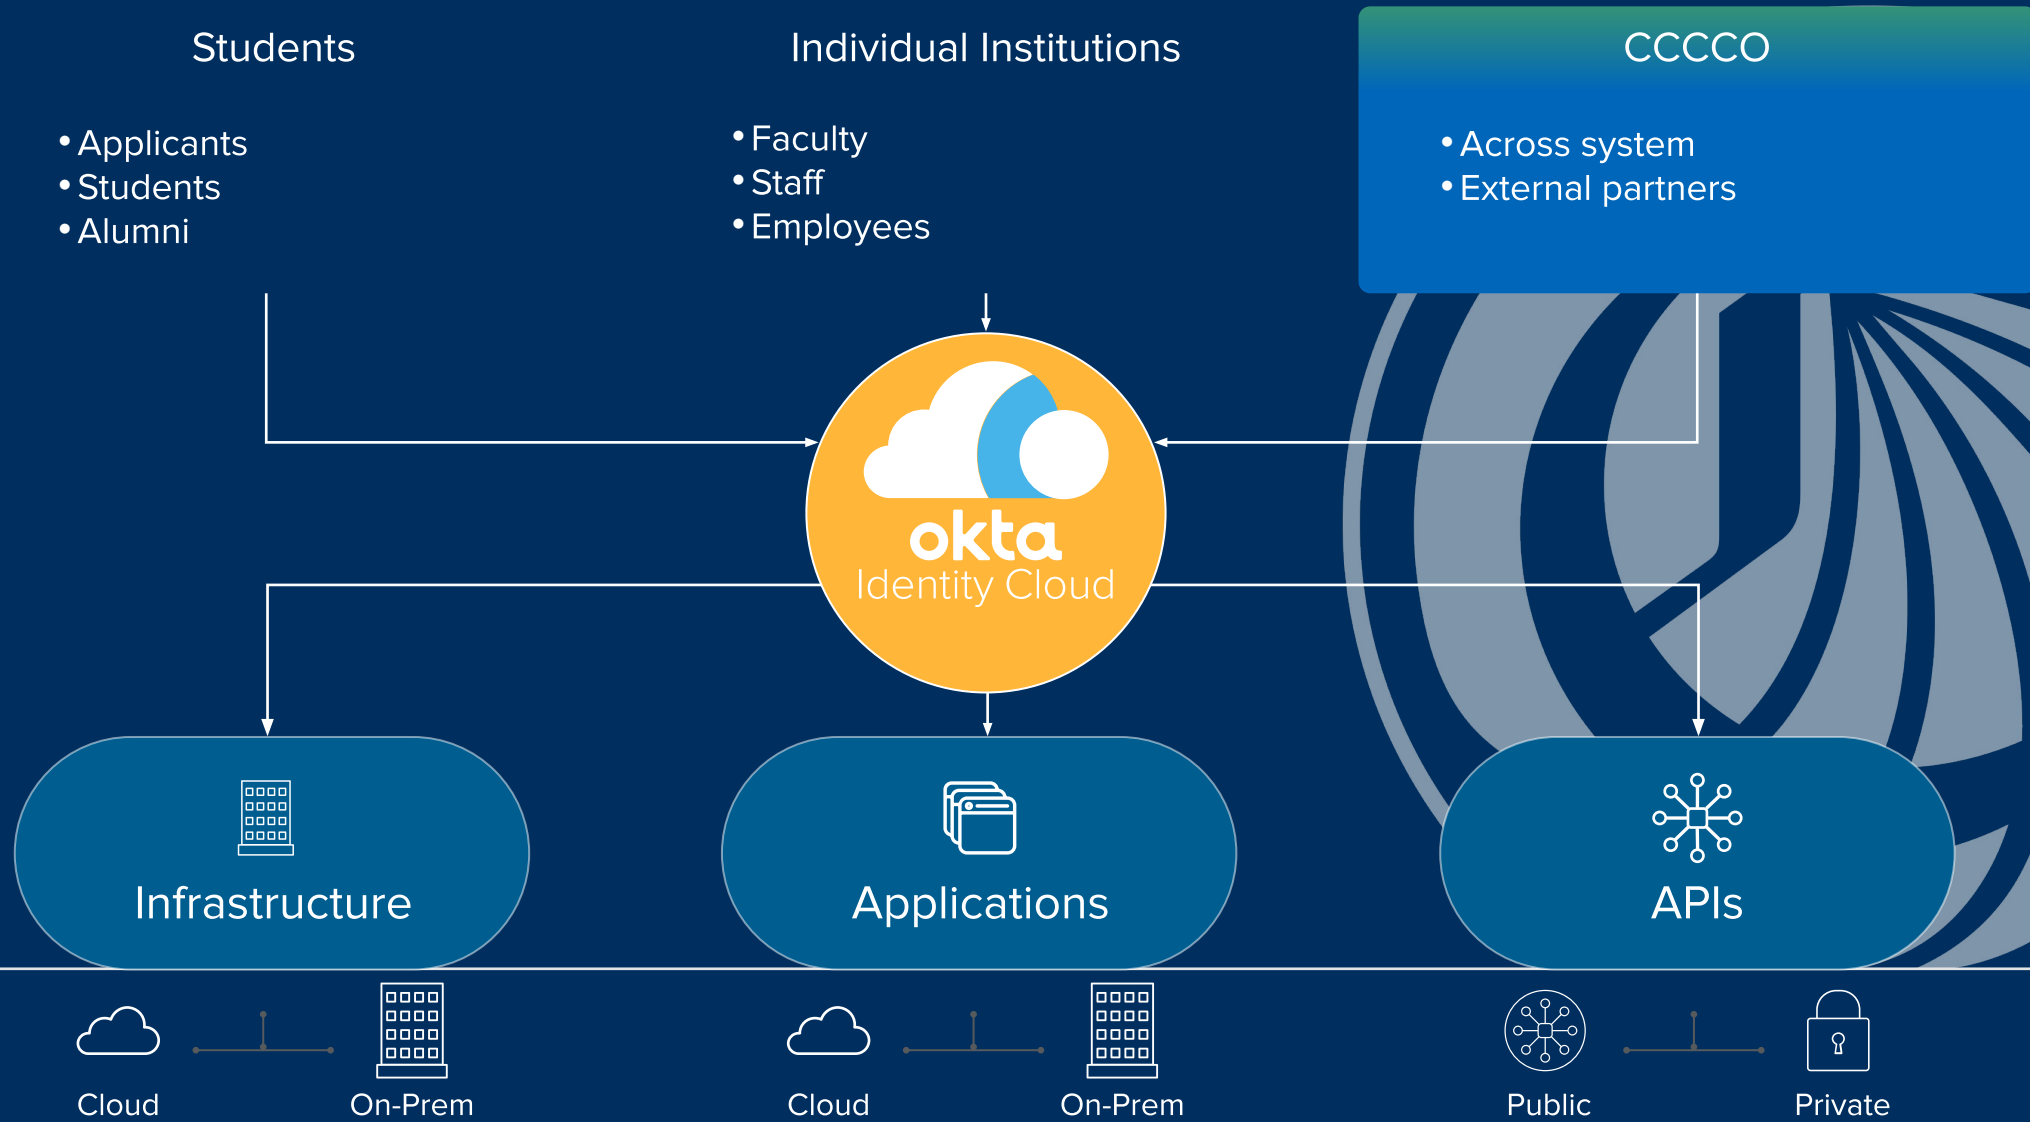 Students
• Applicants
• Students
• Alumni
Individual Institutions
• Faculty
• Staff
• Employees
CCCCO
• Across system
• External partners
okta
Identity Cloud
Infrastructure
Applications
APIs
Cloud
On-Prem
Cloud
On-Prem
Public
Private